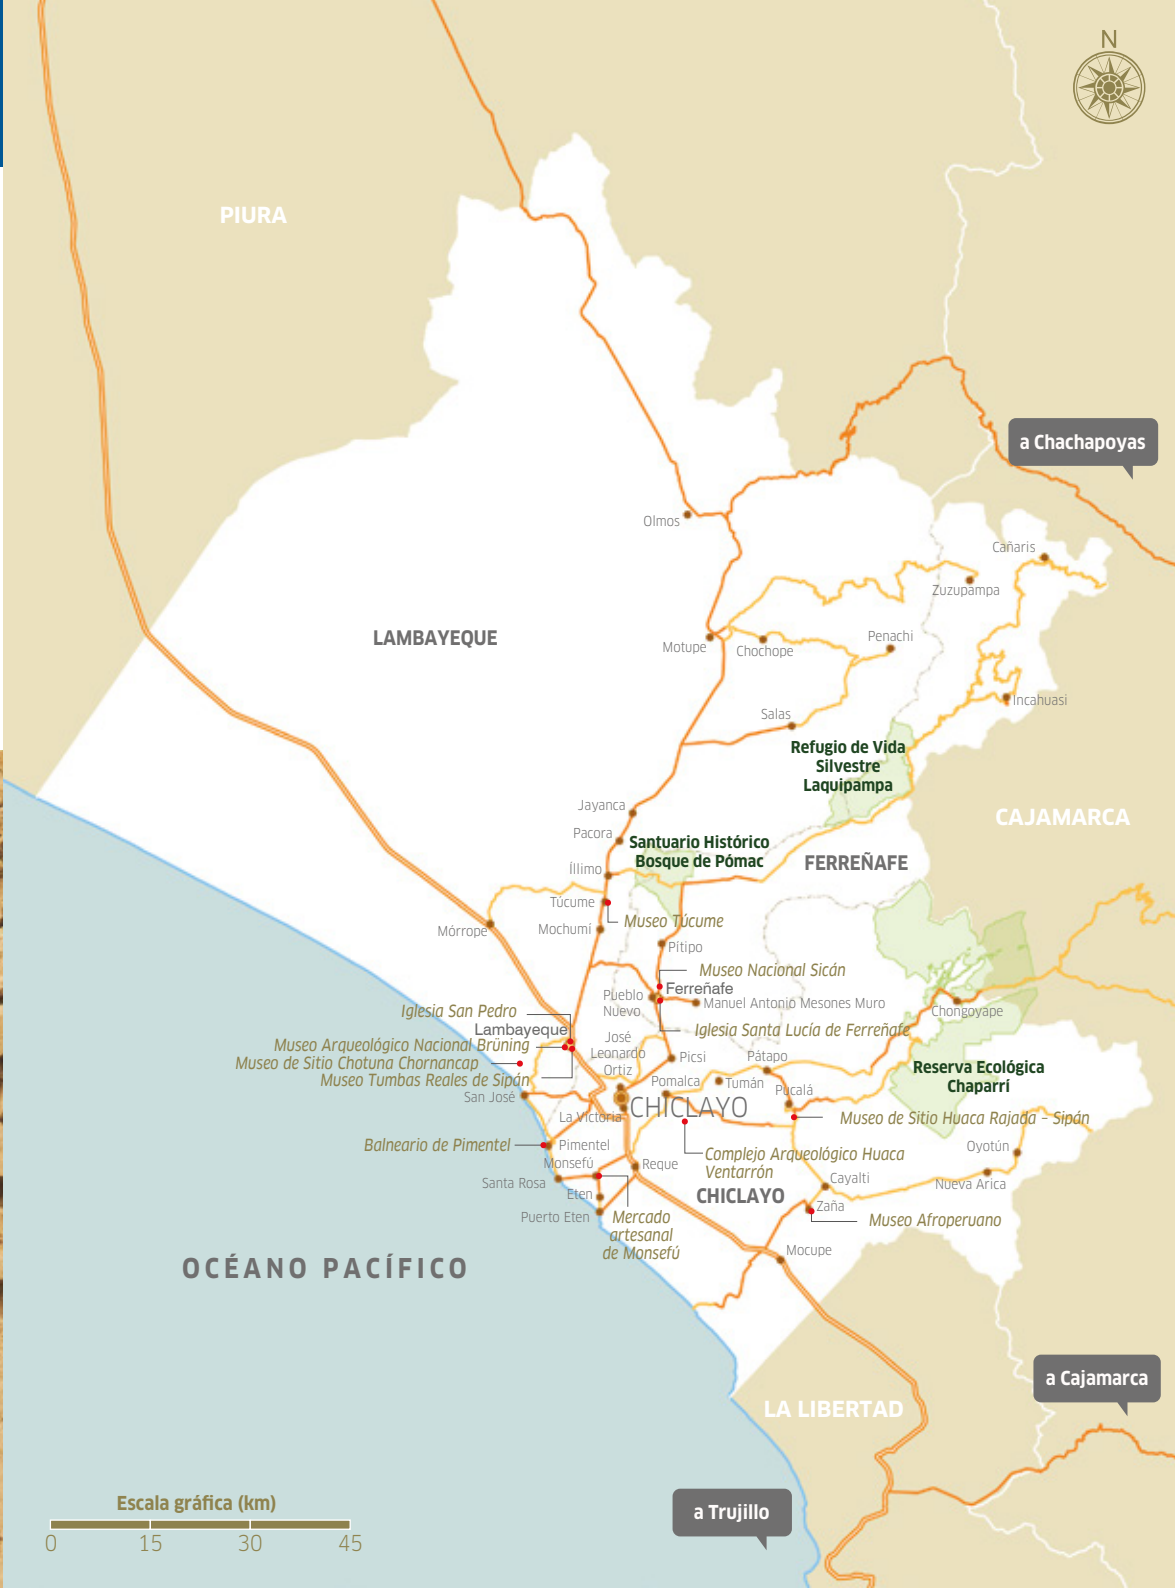 N
PIURA
a Chachapoyas
Olmos
Cañaris
Zuzupampa
LAMBAYEQUE
Motupe
Chochope
Penachi
Incahuasi
Salas
Refugio de Vida
Silvestre
Laquipampa
Jayanca
CAJAMARCA
Pacora
Santuario Histórico
Bosque de Pómac
FERREÑAFE
Íllimo
Túcume
Museo Túcume
Mórrope
Mochumí
Pítipo
Museo Nacional Sicán
Ferreñafe
Pueblo
Nuevo
Manuel Antonio Mesones Muro
Chongoyape
Iglesia San Pedro
Lambayeque
Iglesia Santa Lucía de Ferreñafe
Museo Arqueológico Nacional Brüning
José
Leonardo
Ortiz
Museo de Sitio Chotuna Chornancap
Picsi
Pátapo
Reserva Ecológica
Chaparrí
Museo Tumbas Reales de Sipán
Pomalca
Tumán
Pucalá
San José
CHICLAYO
La Victoria
Museo de Sitio Huaca Rajada - Sipán
Balneario de Pimentel
Pimentel
Complejo Arqueológico Huaca
Ventarrón
Oyotún
Monsefú
Reque
Santa Rosa
Cayalti
Nueva Arica
Eten
CHICLAYO
Zaña
Puerto Eten
Mercado
artesanal
de Monsefú
Museo Afroperuano
Mocupe
OCÉANO PACÍFICO
a Cajamarca
LA LIBERTAD
Escala gráfica (km)
0 15 30 45
a Trujillo